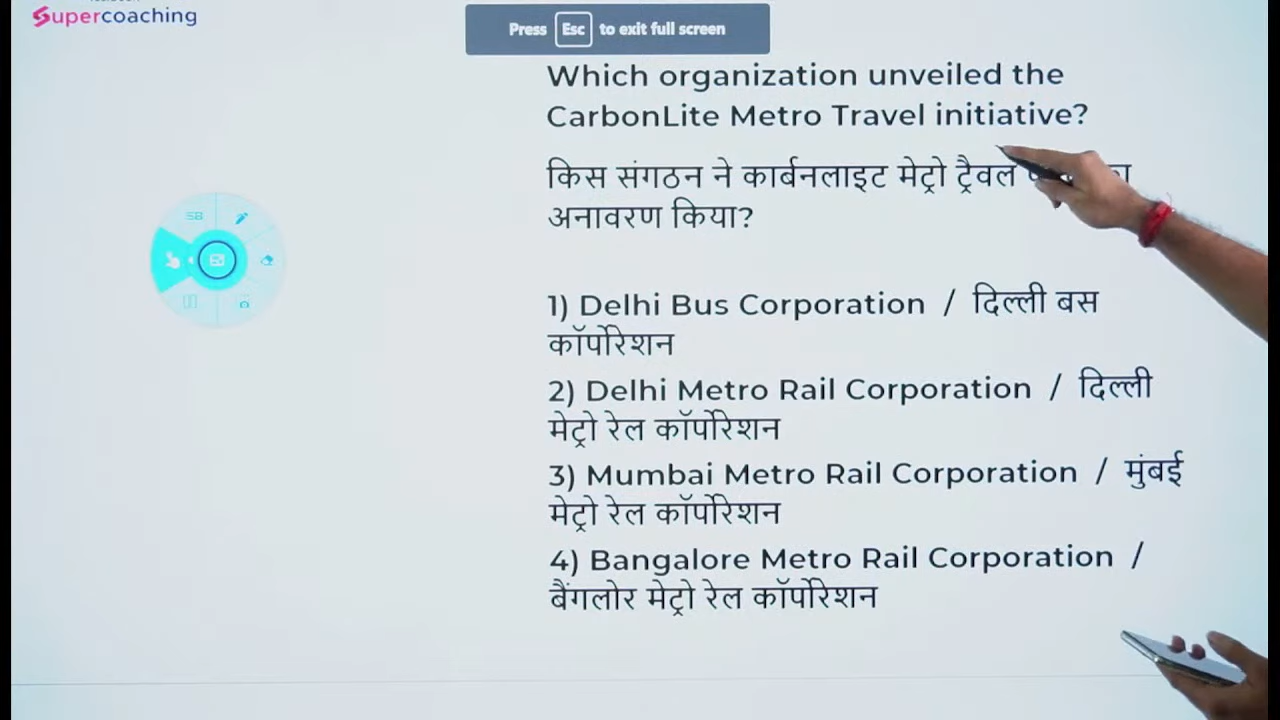 Supercoaching
Press Esc to exit full screen
Which organization unveiled the
CarbonLite Metro Travel initiative?
किस संगठन ने कार्बनलाइट मेट्रो ट्रैवल
अनावरण किया?
1) Delhi Bus Corporation / दिल्ली बस
कॉर्पोरेशन
2) Delhi Metro Rail Corporation / दिल्ली
मेट्रो रेल कॉर्पोरेशन
3) Mumbai Metro Rail Corporation / मुंबई
मेट्रो रेल कॉर्पोरेशन
4) Bangalore Metro Rail Corporation /
बैंगलोर मेट्रो रेल कॉर्पोरेशन